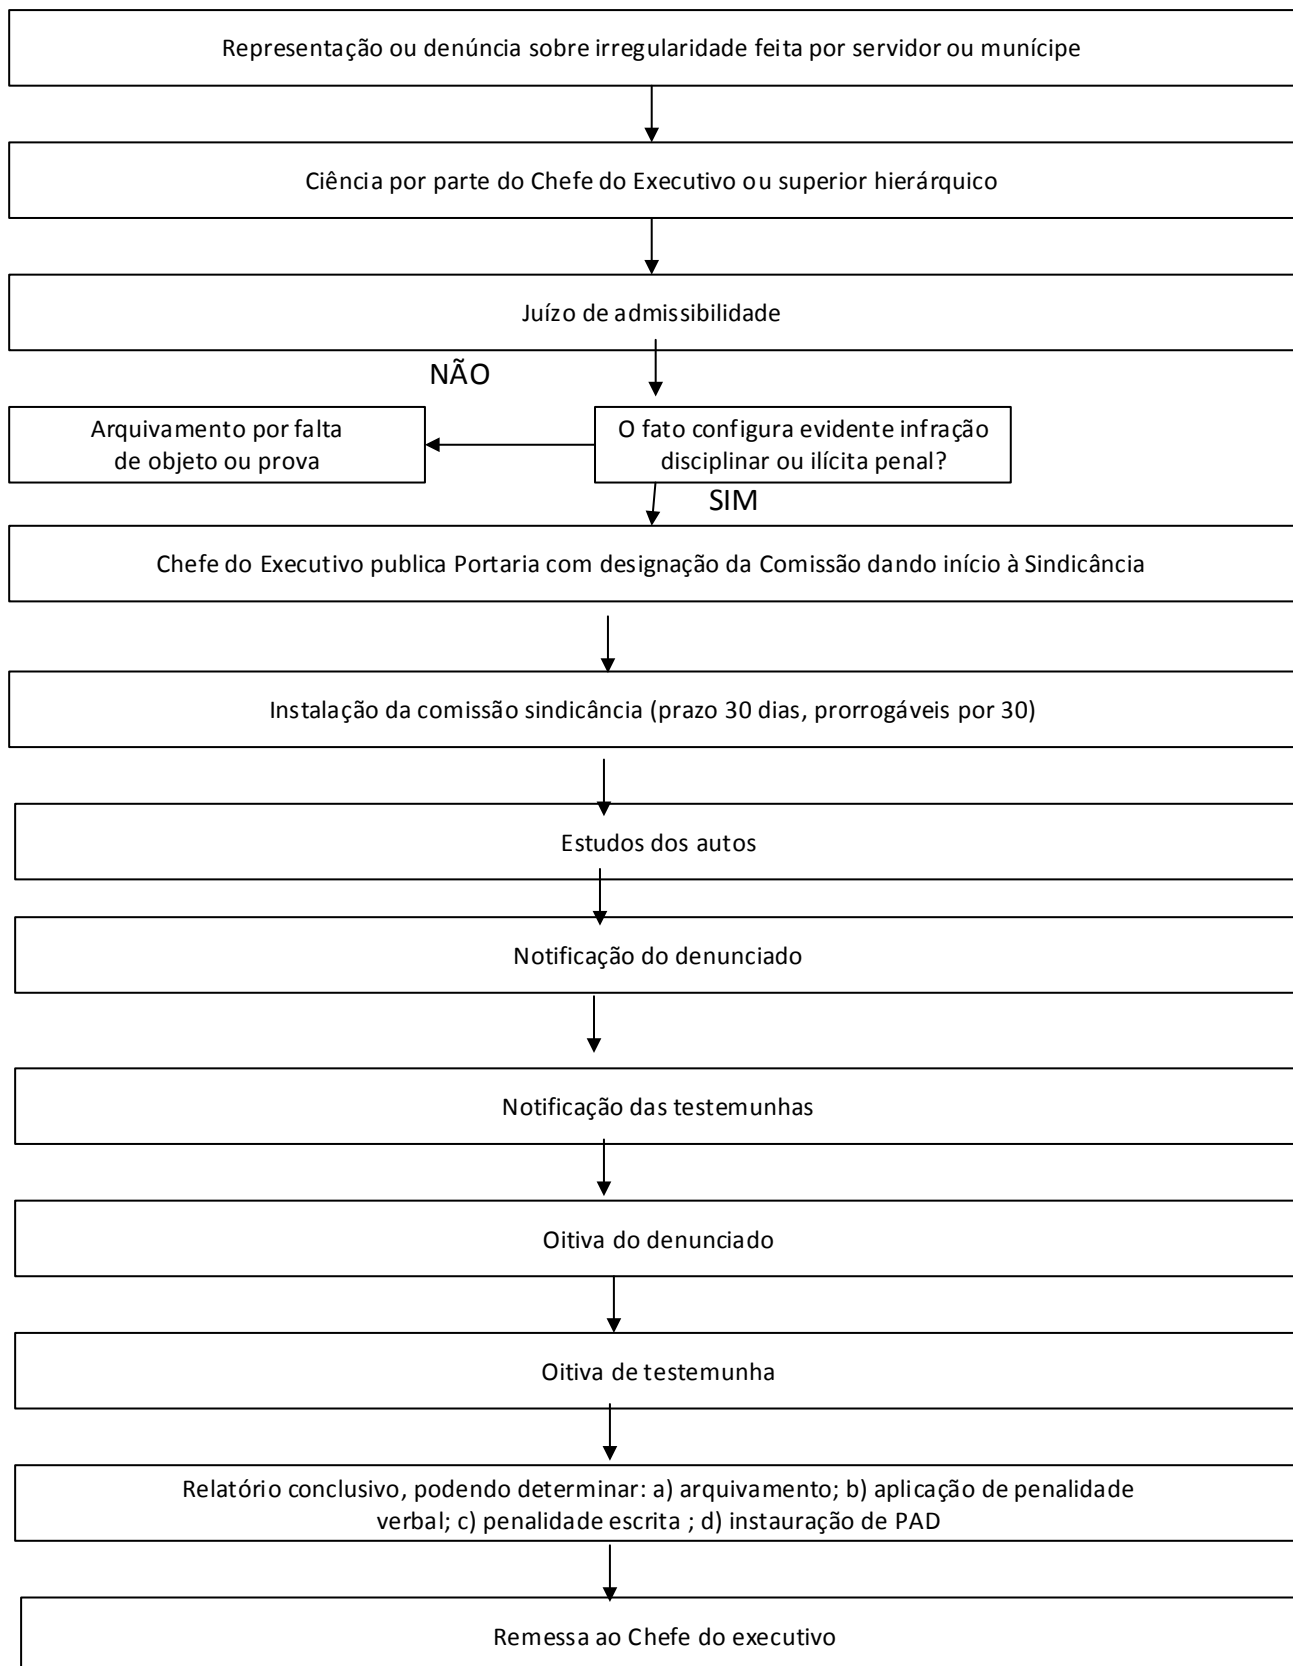 Representação ou denúncia sobre irregularidade feita por servidor ou munícipe
Ciência por parte do Chefe do Executivo ou superior hierárquico
Juízo de admissibilidade
NÃO
Arquivamento por falta
de objeto ou prova
O fato configura evidente infração
disciplinar ou ilícita penal?
SIM
Chefe do Executivo publica Portaria com designação da Comissão dando início à Sindicância
Instalação da comissão sindicância (prazo 30 dias, prorrogáveis por 30)
Estudos dos autos
Notificação do denunciado
Notificação das testemunhas
Oitiva do denunciado
Oitiva de testemunha
Relatório conclusivo, podendo determinar: a) arquivamento; b) aplicação de penalidade
verbal; c) penalidade escrita ; d) instauração de PAD
Remessa ao Chefe do executivo